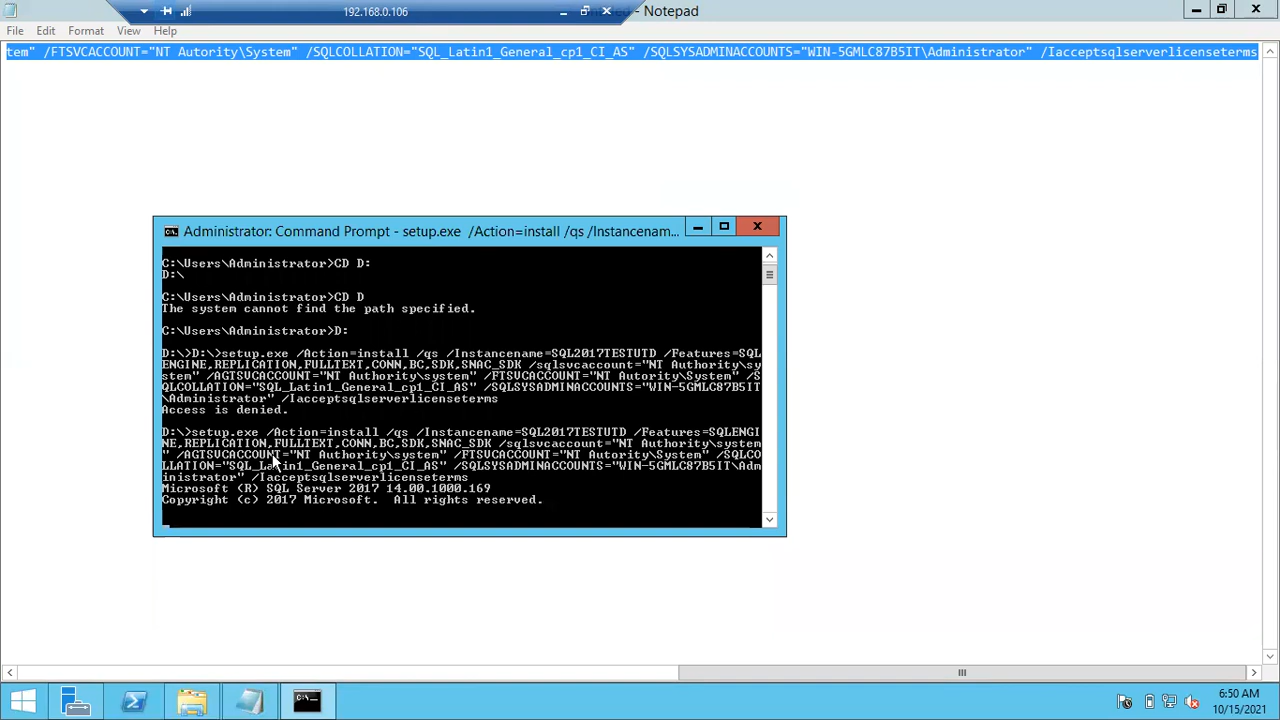 192.168.0.106
Notepad
File Edit Format View Help
tem" /FTSVCACCOUNT="NT Autority\System" /SQLCOLLATION="SQL_Latin1_General_cp1_CI_AS" /SQLSYSADMINACCOUNTS="WIN-5GMLC87B5IT\Administrator" /Iacceptsqlserverlicenseterms
Administrator: Command Prompt - setup.exe /Action=install /qs /Instancenam...
C:\Users\Administrator>CD D:
D:\
C:\Users\Administrator>CD D
The system cannot find the path specified.
C:\Users\Administrator>D:
D:\>D:\>setup.exe /Action=install /qs /Instancename=SQL2017TESTUTD /Features=SQL
ENGINE,REPLICATION,FULLTEXT,CONN,BC,SDK,SNAC_SDK /sqlsvcaccount="NT Authority\sy
stem" /AGTSVCACCOUNT="NT Authority\system" /FTSVCACCOUNT="NT Autority\System" /S
QLCOLLATION="SQL_Latin1_General_cp1_CI_AS" /SQLSYSADMINACCOUNTS="WIN-5GMLC87B5IT
\Administrator" /Iacceptsqlserverlicenseterms
Access is denied.
D:\>setup.exe /Action=install /qs /Instancename=SQL2017TESTUTD /Features=SQLENGI
NE,REPLICATION,FULLTEXT,CONN,BC,SDK,SNAC_SDK /sqlsvcaccount="NT Authority\system
" /AGTSVCACCOUNT="NT Authority\system" /FTSVCACCOUNT="NT Autority\System" /SQLCO
LLATION="SQL_Latin1_General_cp1_CI_AS" /SQLSYSADMINACCOUNTS="WIN-5GMLC87B5IT\Adm
inistrator" /Iacceptsqlserverlicenseterms
Microsoft (R) SQL Server 2017 14.00.1000.169
Copyright (c) 2017 Microsoft. All rights reserved.
6:50 AM
10/15/2021